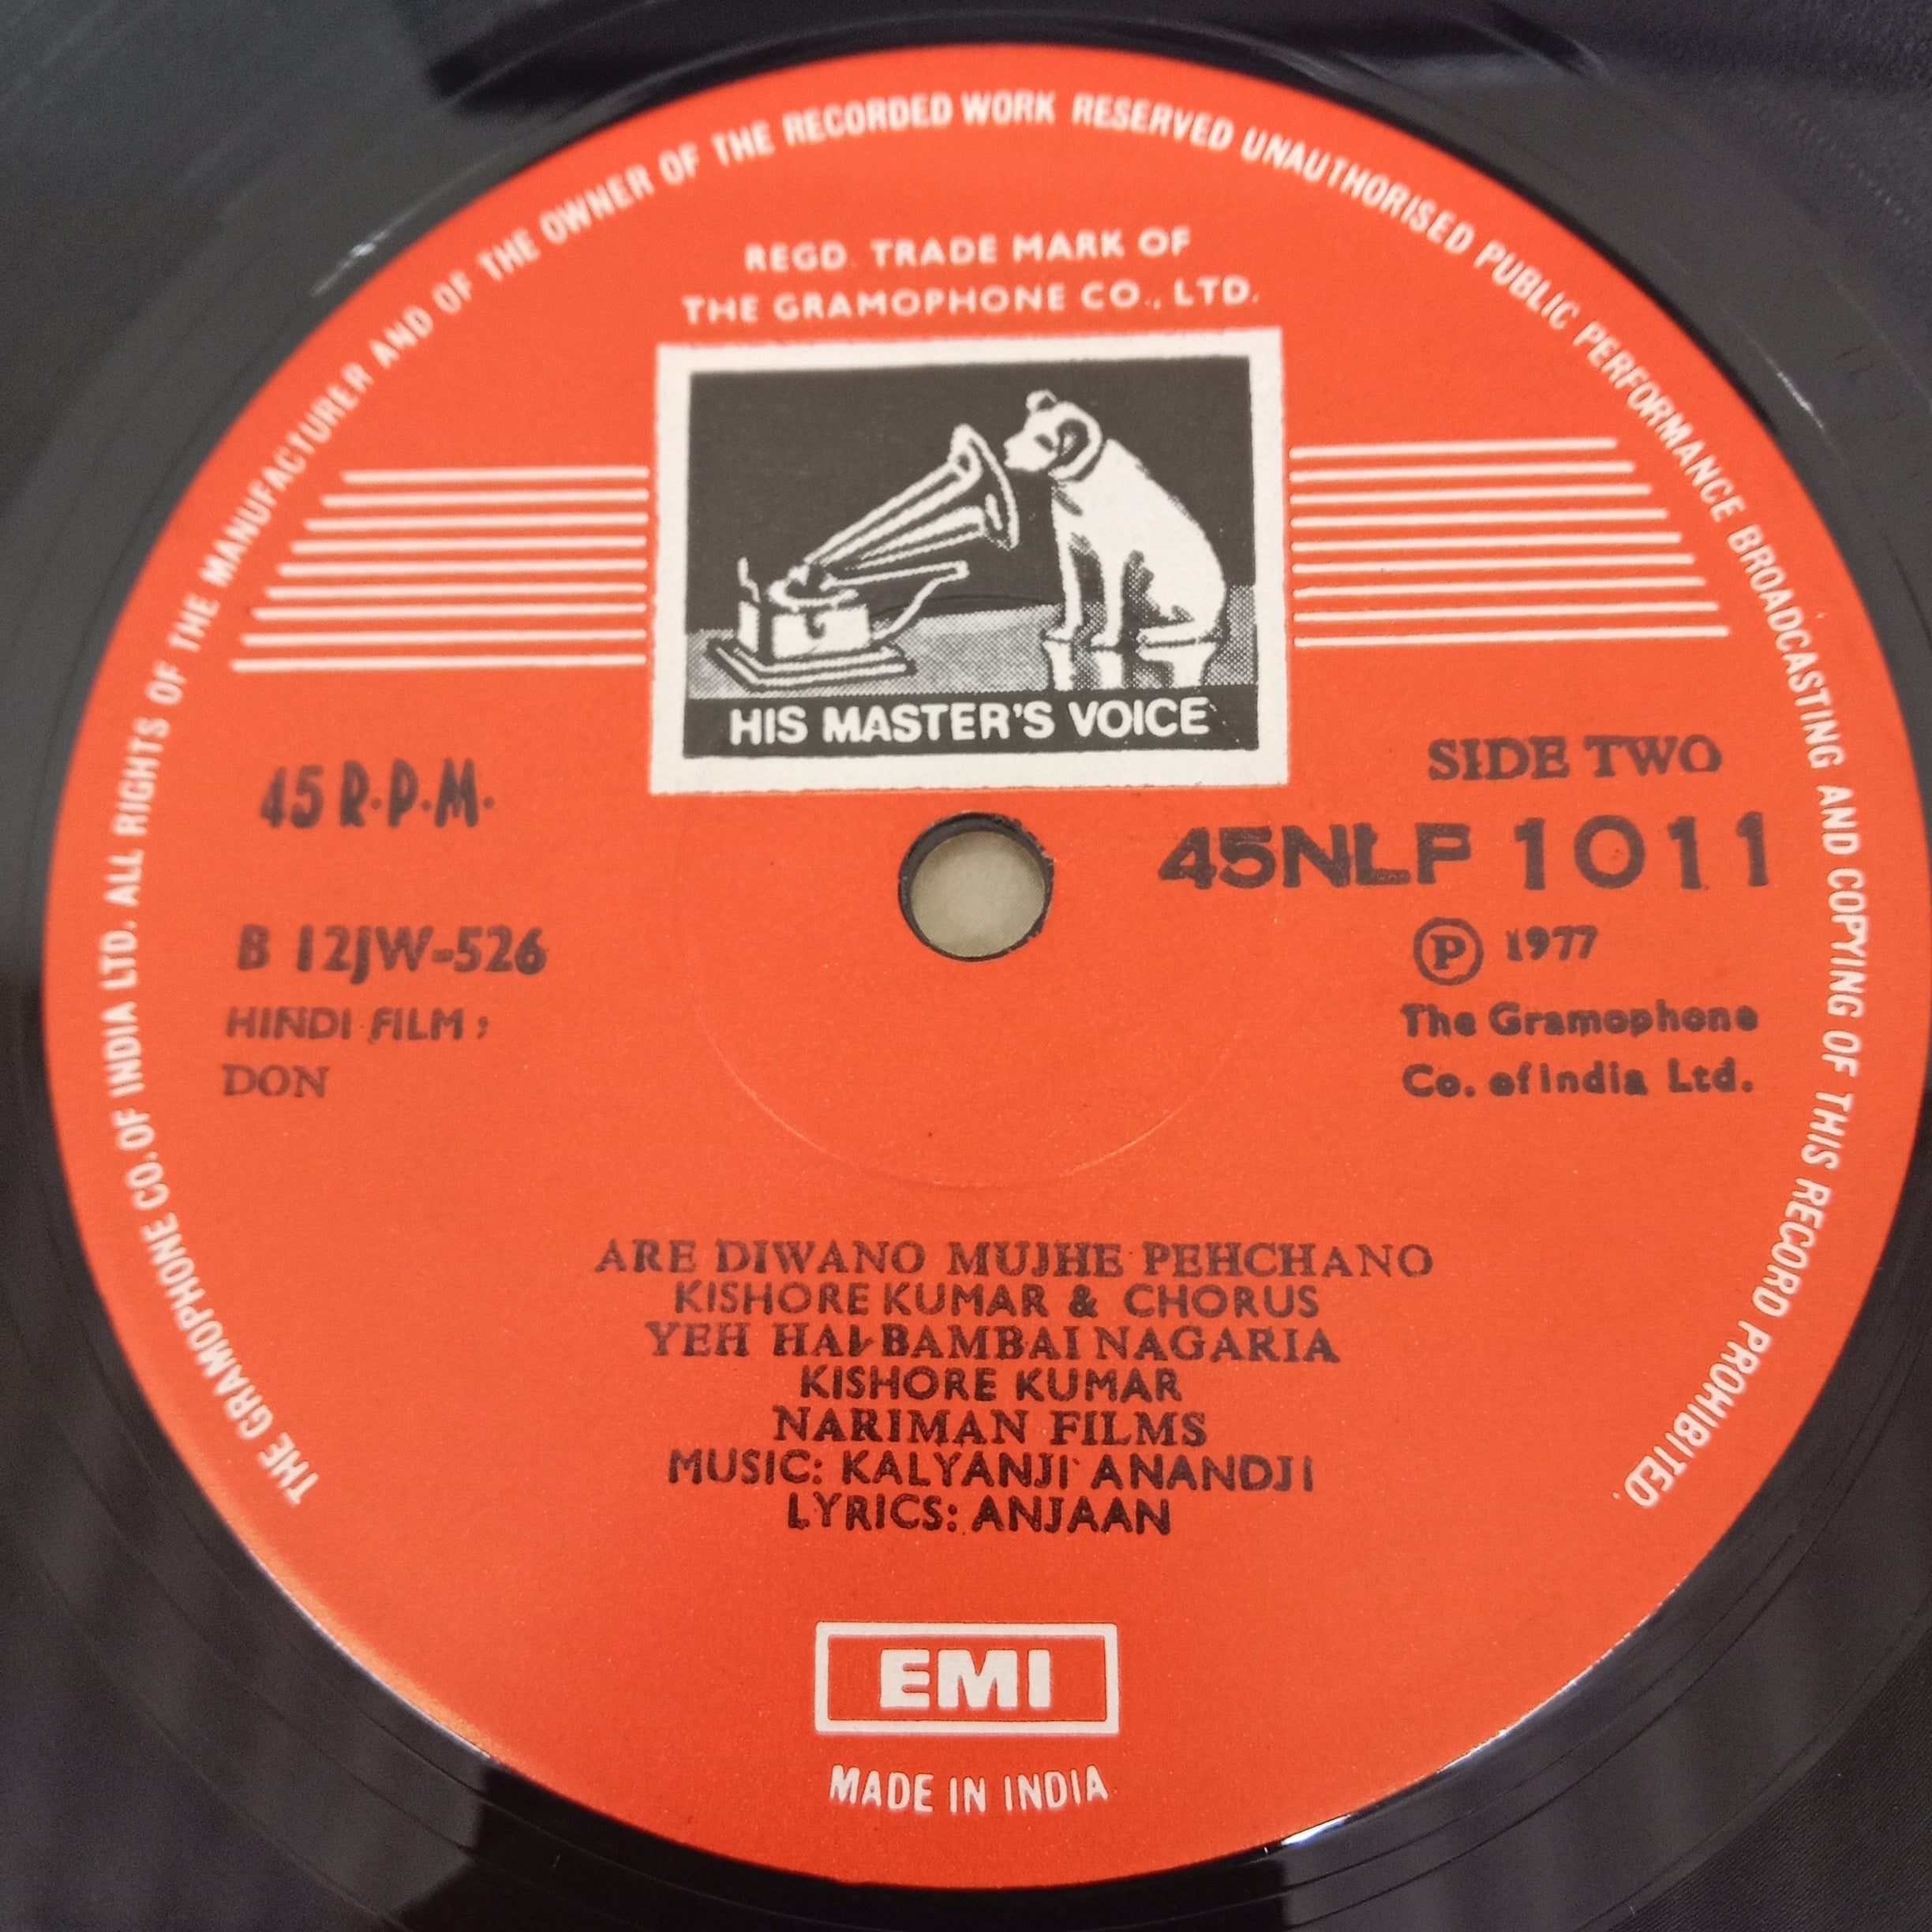 THE GRAMOPHONE CO. OF INDIA LTD. ALL RIGHTS OF THE MANUFACTURER AND OF THE OWNER OF THE RECORDED WORK RESERVED UNAUTHORISED PUBLIC PERFORMANCE BROADCASTING AND COPYING OF THIS RECORD PROHIBITED
REGD. TRADE MARK OF
THE GRAMOPHONE CO., LTD.
HIS MASTER'S VOICE
45 R.P.M.
SIDE TWO
45NLP 1011
B 12JW-526
℗ 1977
HINDI FILM :
DON
The Gramophone
Co. of India Ltd.
ARE DIWANO MUJHE PEHCHANO
KISHORE KUMAR & CHORUS
YEH HAI BAMBAI NAGARIA
KISHORE KUMAR
NARIMAN FILMS
MUSIC: KALYANJI ANANDJI
LYRICS: ANJAAN
EMI
MADE IN INDIA